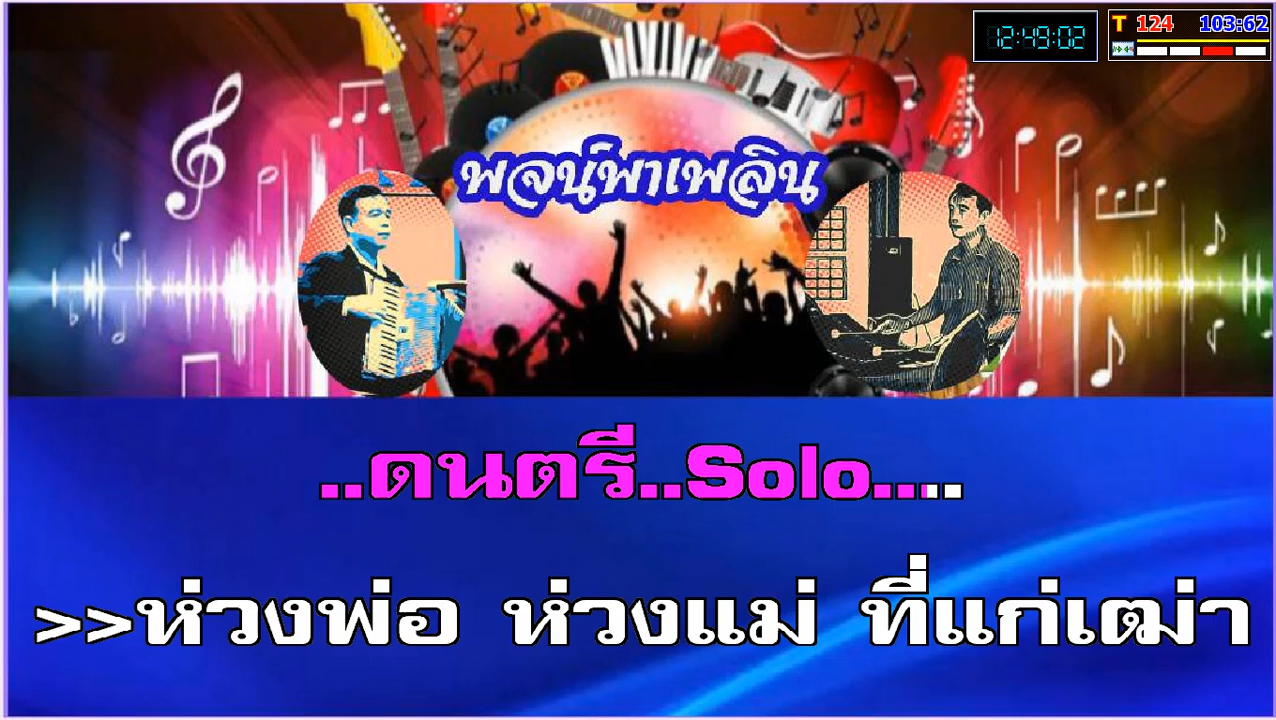 12:49:02
T 124 103:62
พจน์พาเพลิน
..ดนตรี..Solo.....
>>ห่วงพ่อ ห่วงแม่ ที่แก่เฒ่า